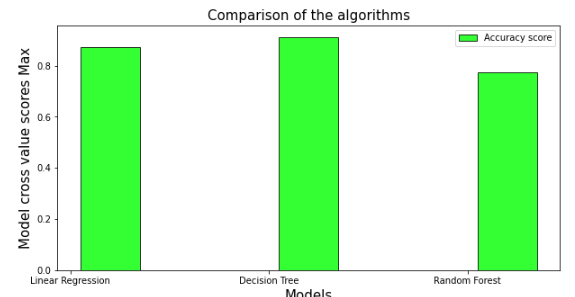 Comparison of the algorithms
Accuracy score
Model cross value scores Max
0.8
0.6
0.4
0.2
0.0
Linear Regression
Decision Tree
Random Forest
Models